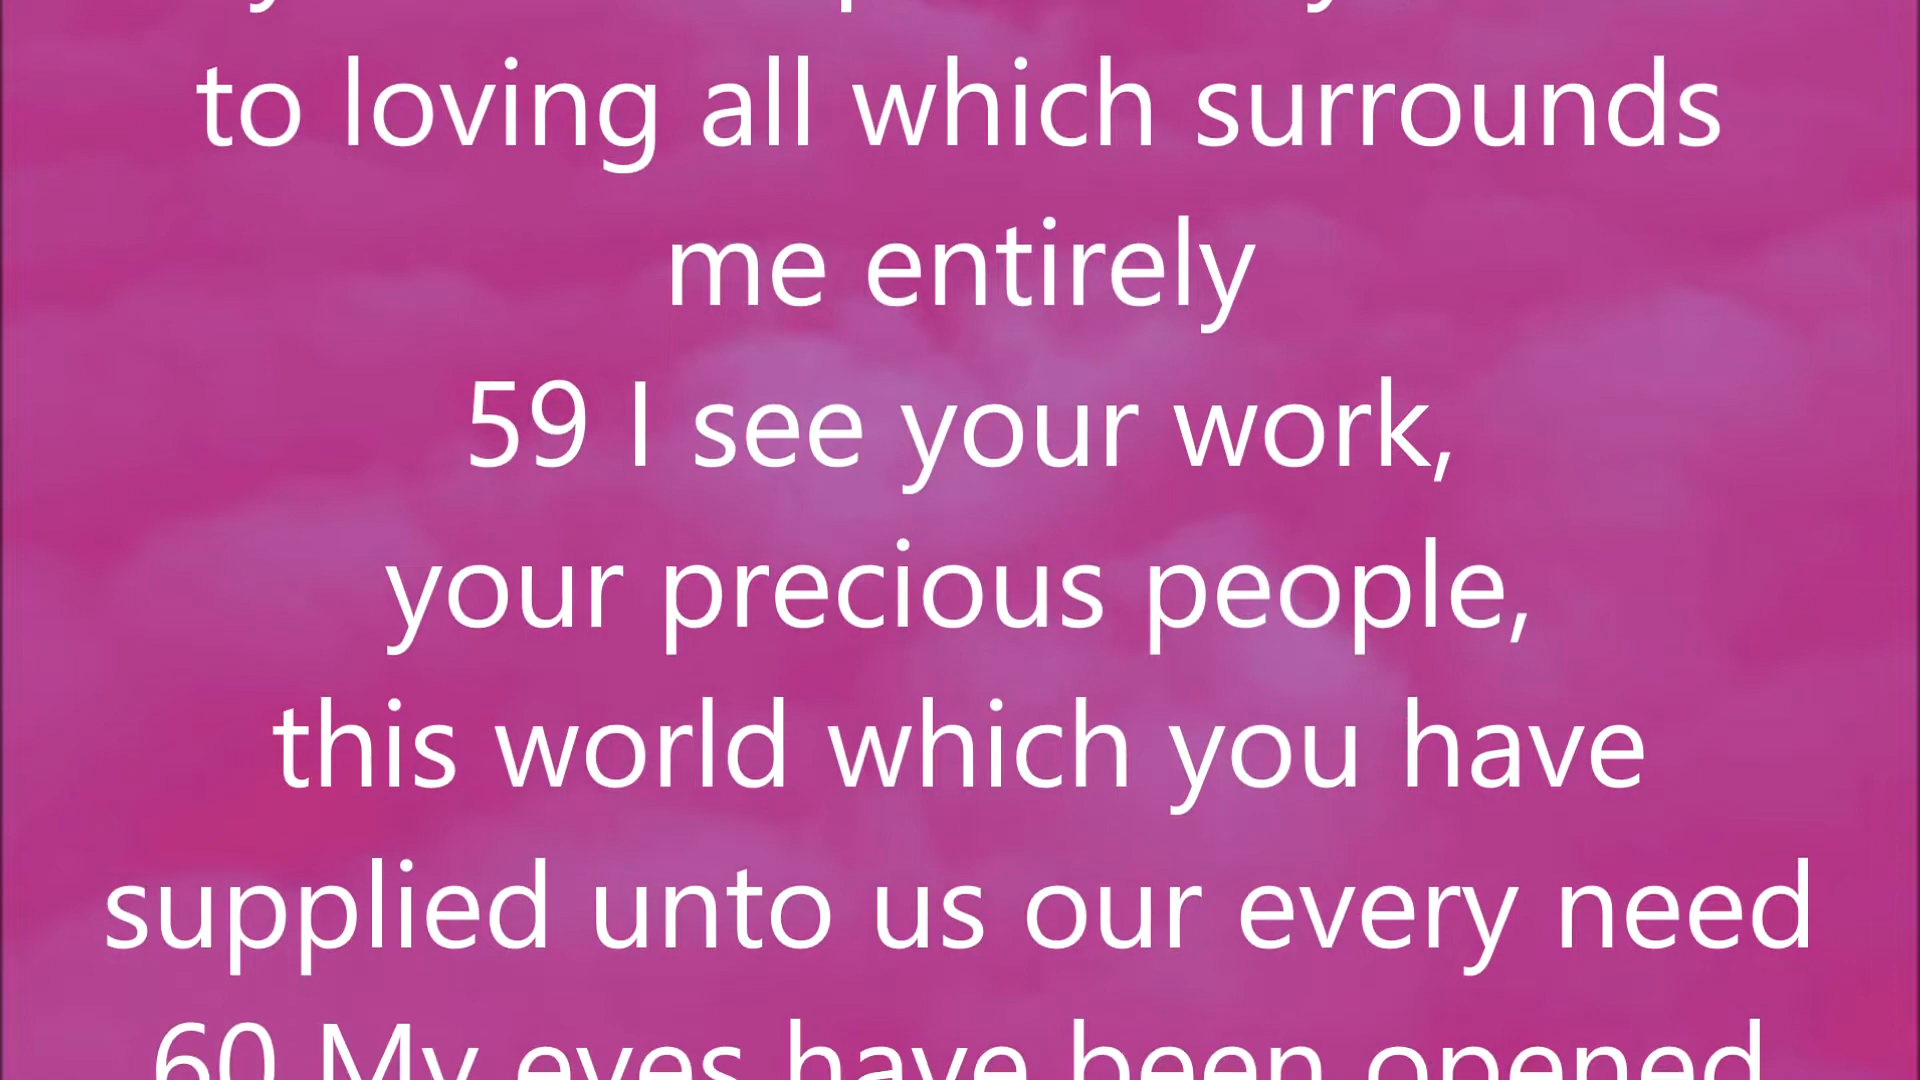 to loving all which surrounds
me entirely
59 I see your work,
your precious people,
this world which you have
supplied unto us our every need
60 My eyes have been opened